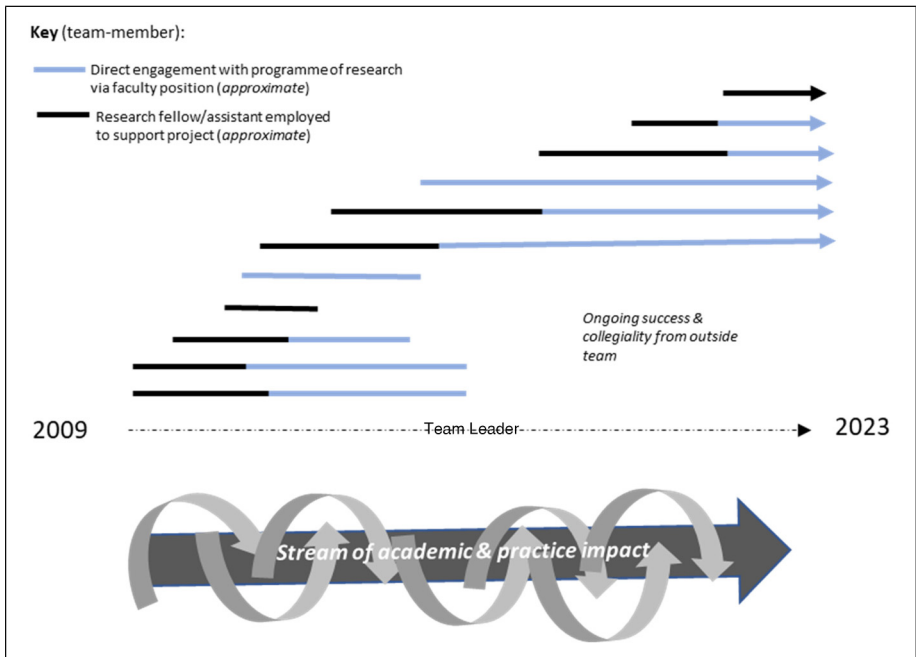 Key (team-member):
Direct engagement with programme of research
via faculty position (approximate)
Research fellow/assistant employed
to support project (approximate)
Ongoing success &
collegiality from outside
team
2009
Team Leader
2023
Stream of academic & practice impact